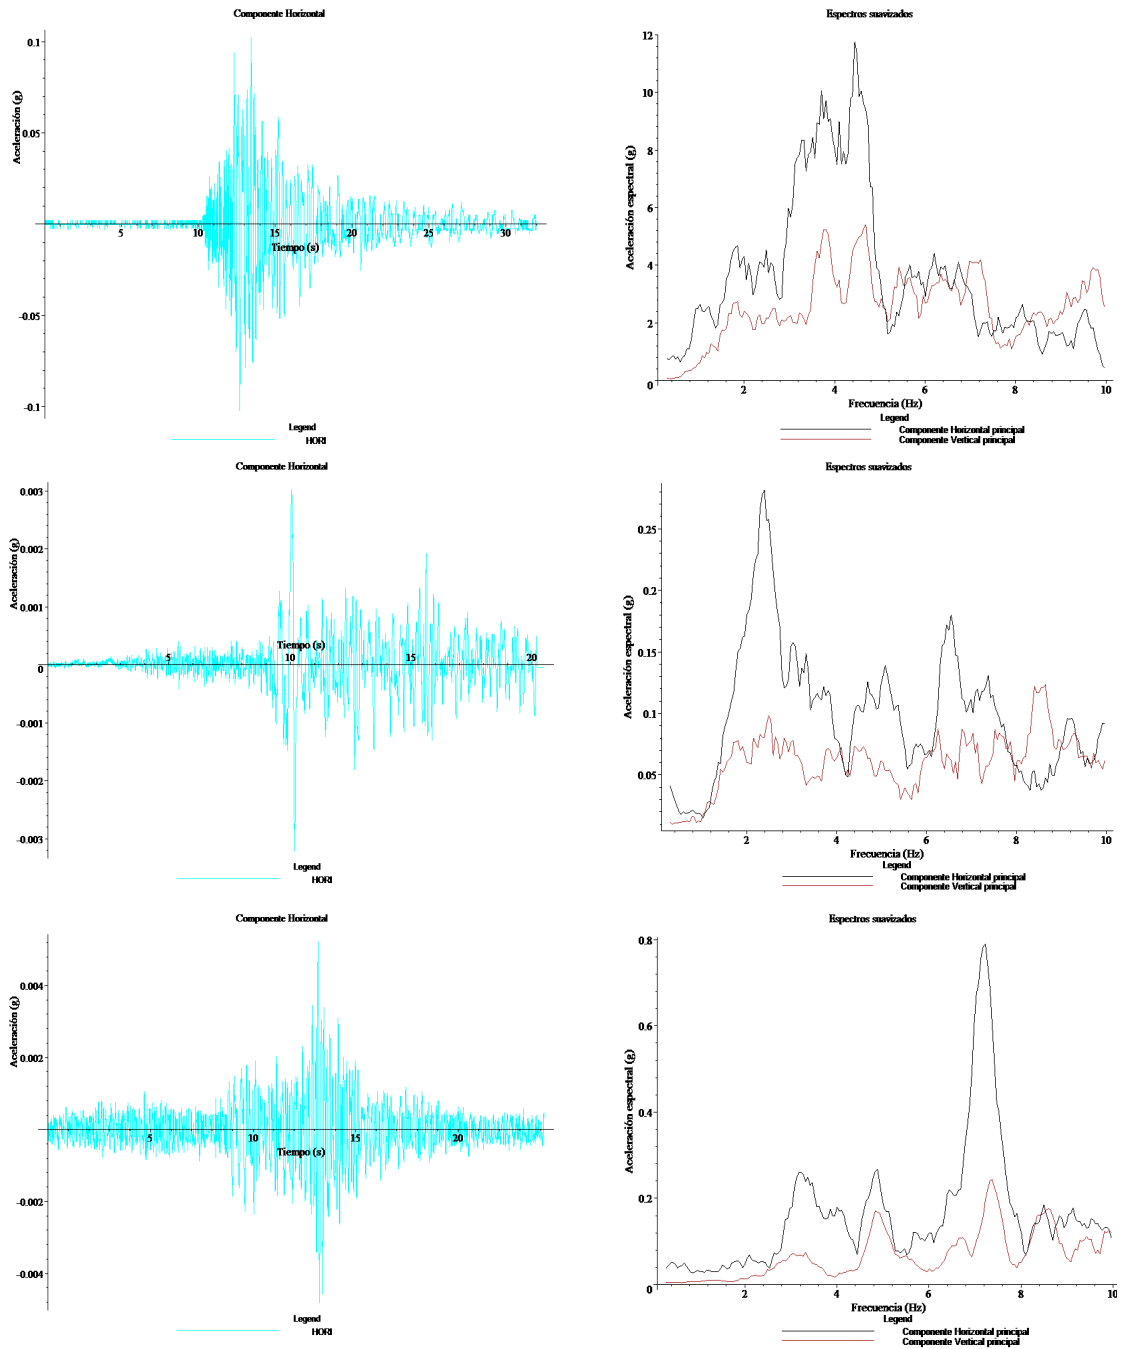 Componente Horizontal
0.1
0.05
-0.05
-0.1
Aceleración (g)
5
10
15
20
25
30
Tiempo (s)
Legend
HORI
Espectros suavizados
12
10
8
6
4
2
0
Aceleración espectral (g)
2
4
6
8
10
Frecuencia (Hz)
Legend
Componente Horizontal principal
Componente Vertical principal
Componente Horizontal
0.003
0.002
0.001
0
-0.001
-0.002
-0.003
Aceleración (g)
Tiempo (s)
5
10
15
20
Legend
HORI
Espectros suavizados
0.25
0.2
0.15
0.1
0.05
Aceleración espectral (g)
2
4
6
8
10
Frecuencia (Hz)
Legend
Componente Horizontal principal
Componente Vertical principal
Componente Horizontal
0.004
0.002
-0.002
-0.004
Aceleración (g)
5
10
15
20
Tiempo (s)
Legend
HORI
Espectros suavizados
0.8
0.6
0.4
0.2
0
Aceleración espectral (g)
2
4
6
8
10
Frecuencia (Hz)
Legend
Componente Horizontal principal
Componente Vertical principal